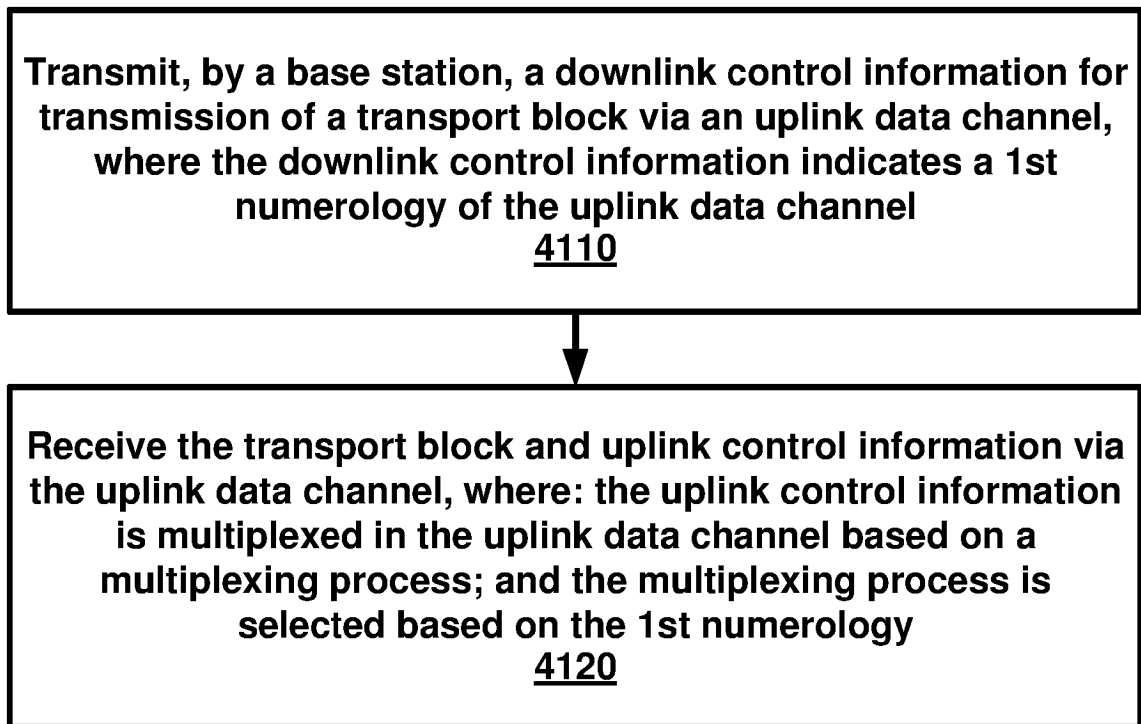 Transmit, by a base station, a downlink control information for
transmission of a transport block via an uplink data channel,
where the downlink control information indicates a 1st
numerology of the uplink data channel
4110
Receive the transport block and uplink control information via
the uplink data channel, where: the uplink control information
is multiplexed in the uplink data channel based on a
multiplexing process; and the multiplexing process is
selected based on the 1st numerology
4120